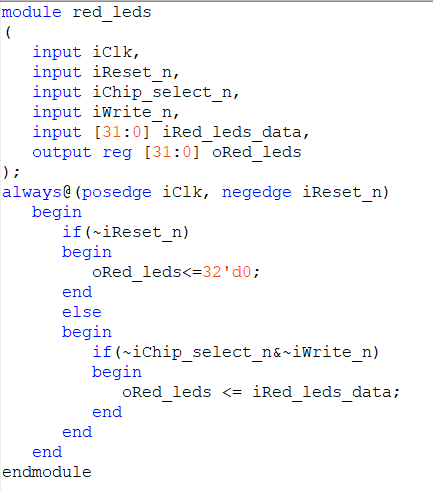 module red_leds
(
   input iClk,
   input iReset_n,
   input iChip_select_n,
   input iWrite_n,
   input [31:0] iRed_leds_data,
   output reg [31:0] oRed_leds
);
always@(posedge iClk, negedge iReset_n)
   begin
      if(~iReset_n)
      begin
         oRed_leds<=32'd0;
      end
      else
      begin
         if(~iChip_select_n&~iWrite_n)
         begin
            oRed_leds <= iRed_leds_data;
         end
      end
   end
endmodule